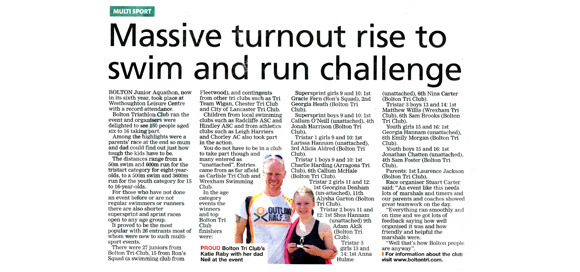 MULTI SPORT
Massive turnout rise to
swim and run challenge
BOLTON Junior Aquathon, now
in its sixth year, took place at
Westhoughton Leisure Centre
with a record attendance.
Bolton Triathlon Club ran the
event and organisers were
delighted to see 160 people aged
six to 16 taking part.
Among the highlights were a
parents' race at the end so mum
and dad could find out just how
tough the kids have to be.
The distances range from a
50m swim and 600m run for the
tristart category for eight-year-
olds, to a 500m swim and 3600m
run for the youth category for 15
to 16-year-olds.
For those who have not done
an event before or are not
regular swimmers or runners
there are also shorter
supersprint and sprint races
open to any age group.
It proved to be the most
popular with 26 entrants most of
whom were new to such multi-
sport events.
There were 27 juniors from
Bolton Tri-Club, 15 from Ron's
Squad (a swimming club from
Fleetwood), and contingents
from other tri clubs such as Tri
Team Wigan, Chester Tri Club
and City of Lancaster Tri Club.
Children from local swimming
clubs such as Eastleigh ASC and
Hindley ASC and from athletics
clubs such as Leigh Harriers
and Chorley AC also took part
in the action.
You do not have to be in a club
to take part though and
many entered as
"unattached". Entries
came from as far afield
as Carlisle Tri Club and
Wrexham Swimming
Club
In the age
category events the
winners and
top Bolton
Tri Club
finishers
were:
PROUD Bolton Tri Club's
Katie Raby with her dad
Neil at the event
Supersprint girls 9 and 10: 1st
Gracie Fern (Ron's Squad), 2nd
Georgia Heath (Bolton Tri
Club).
Supersprint boys 9 and 10: 1st
Callum O'Neill (unattached), 6th
Jonah Harrison (Bolton Tri
Club).
Tristar 1 girls 9 and 10: 1st
Larissa Hannam (unattached),
3rd Alisia Aldred (Bolton Tri
Club).
Tristar 1 boys 9 and 10: 1st
Charlie Harding (Arragons Tri
Club), 6th Callum McHale
(Bolton Tri Club).
Tristar 2 girls 11 and 12:
1st Georgina Denham
(unattached), 11th
Alysha Garton (Bolton
Tri Club).
Tristar 2 boys 11 and
12: 1st Shea Hannam
(unattached) 9th
Adam Akik
(Bolton Tri
Club).
Tristar 3
girls 13 and
14: 1st Anna
Hulme
(unattached), 6th Nina Carter
(Bolton Tri Club).
Tristar 3 boys 13 and 14: 1st
Matthew Willis (Wrexham Tri
Club), 6th Sam Brooks (Bolton
Tri Club).
Youth girls 15 and 16: 1st
Georgia Hannam (unattached),
6th Emily Morgan (Bolton Tri
Club).
Youth boys 15 and 16: 1st
Jonathan Chatten (unattached),
4th Sam Foster (Bolton Tri
Club).
Parents: 1st Laurence Jackson
(Bolton Tri Club).
Race organiser Stuart Carter
said: "An event like this needs
lots of marshals and timers and
our parents and coaches showed
great teamwork on the day.
"Everything ran smoothly and
on time and we got lots of
feedback saying how well
organised it was and how
friendly and helpful the
marshals were.
"Well that's how Bolton people
are anyway".
For information about the club
visit www.boltontri.com.